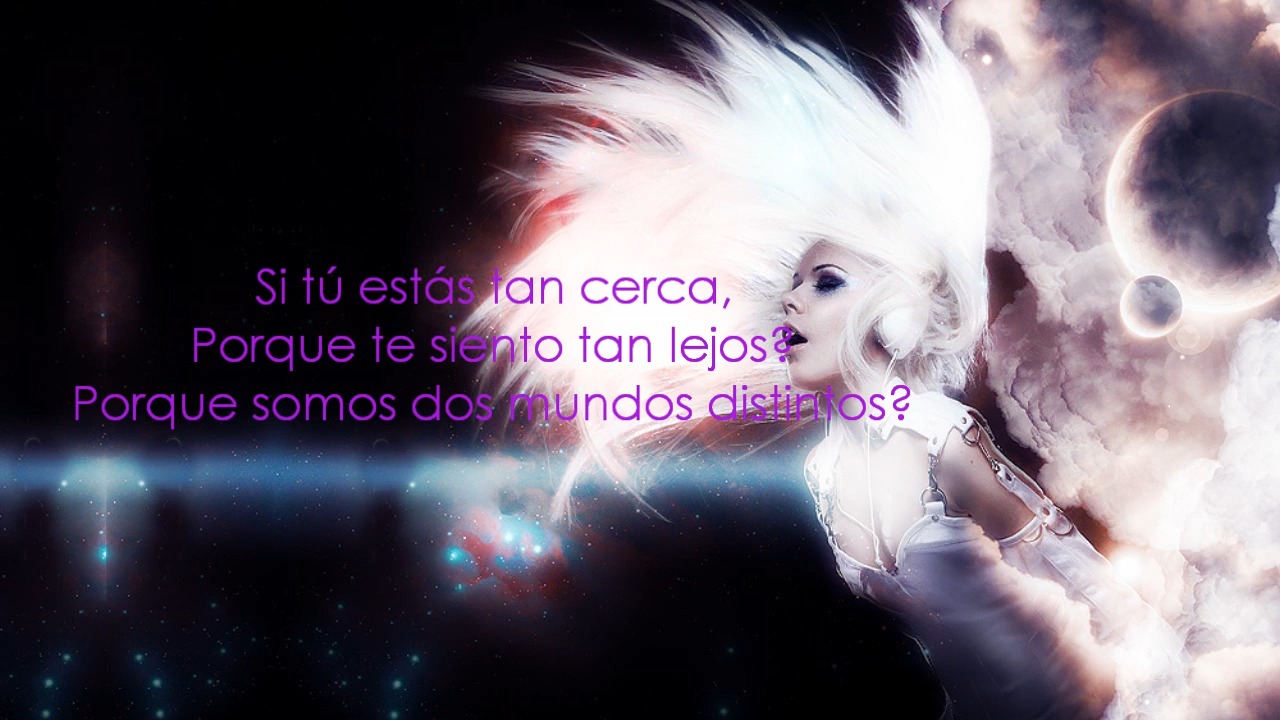 Si tú estás tan cerca,
Porque te siento tan lejos?
Porque somos dos mundos distintos?